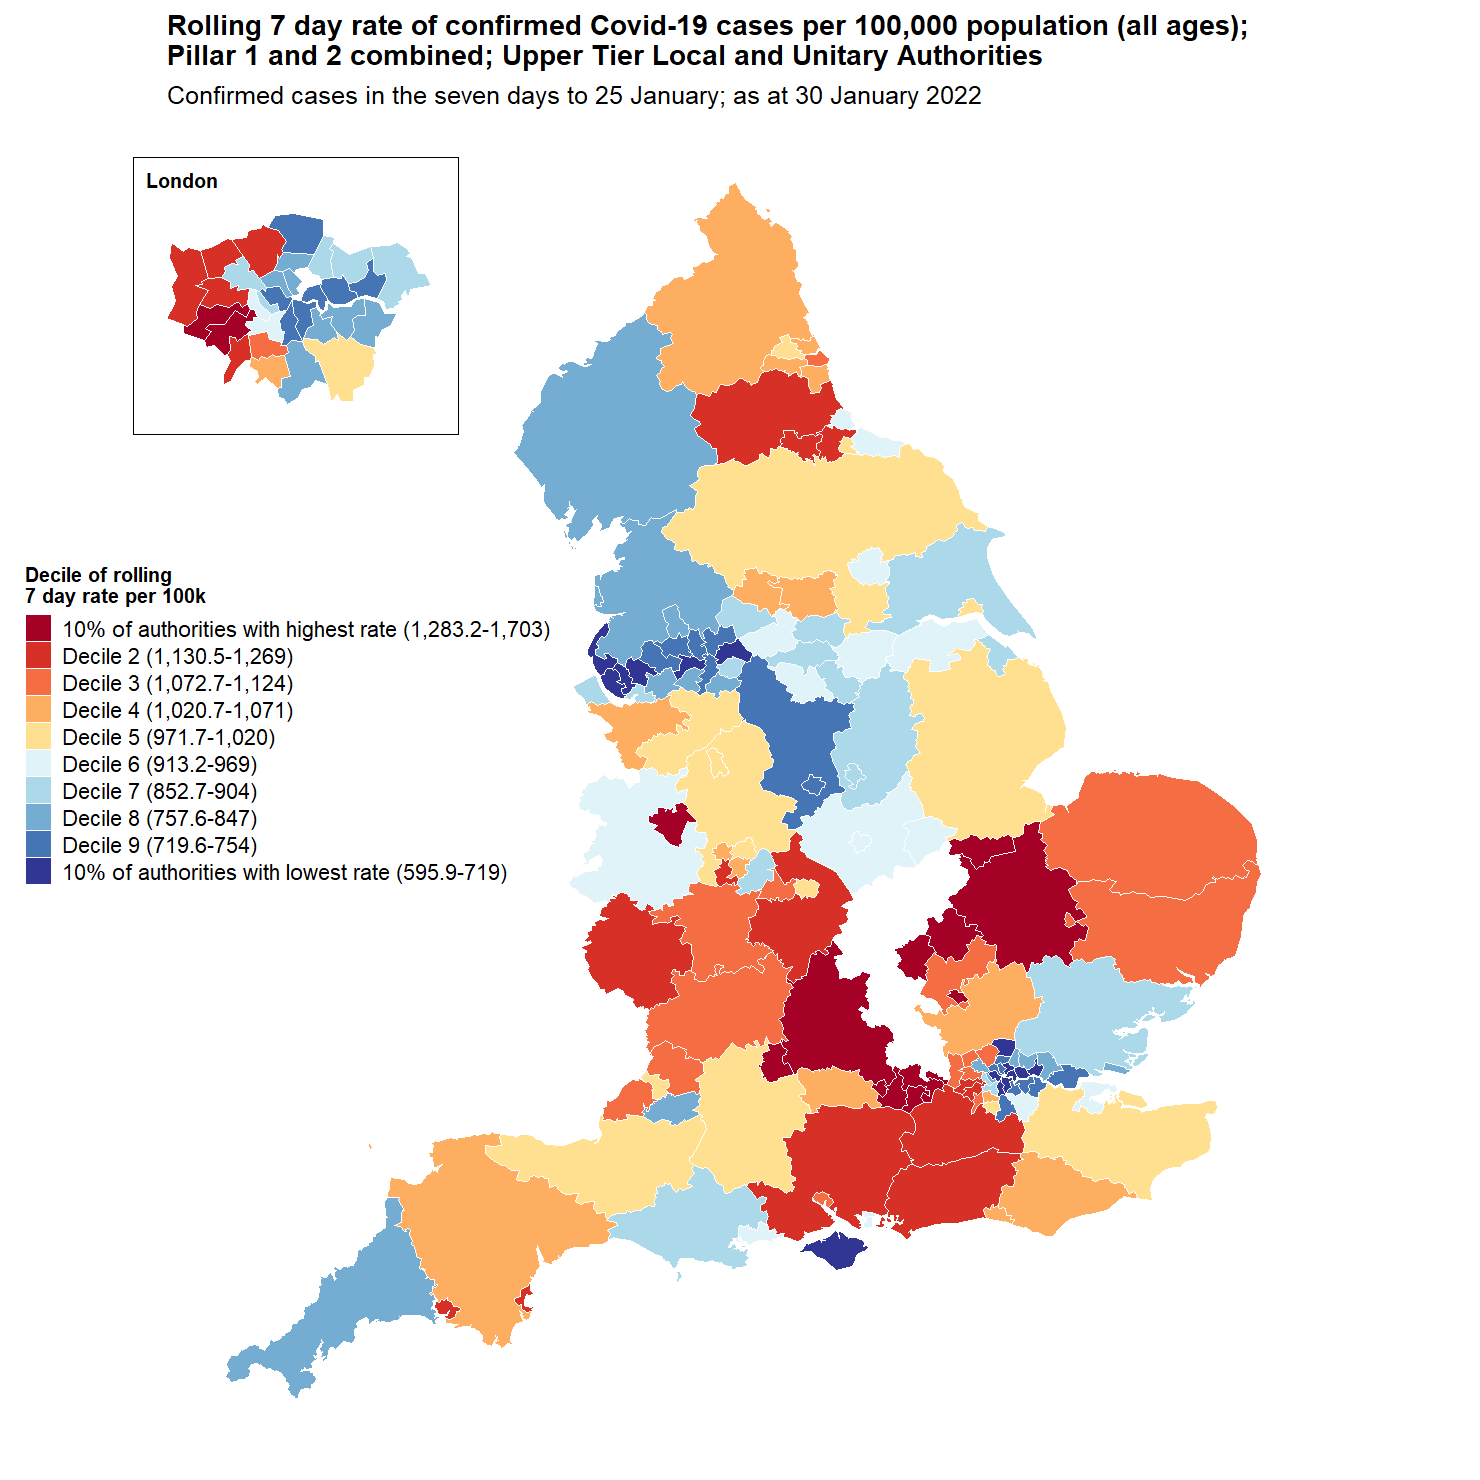 Rolling 7 day rate of confirmed Covid-19 cases per 100,000 population (all ages);
Pillar 1 and 2 combined; Upper Tier Local and Unitary Authorities
Confirmed cases in the seven days to 25 January; as at 30 January 2022
London
Decile of rolling
7 day rate per 100k
10% of authorities with highest rate (1,283.2-1,703)
Decile 2 (1,130.5-1,269)
Decile 3 (1,072.7-1,124)
Decile 4 (1,020.7-1,071)
Decile 5 (971.7-1,020)
Decile 6 (913.2-969)
Decile 7 (852.7-904)
Decile 8 (757.6-847)
Decile 9 (719.6-754)
10% of authorities with lowest rate (595.9-719)